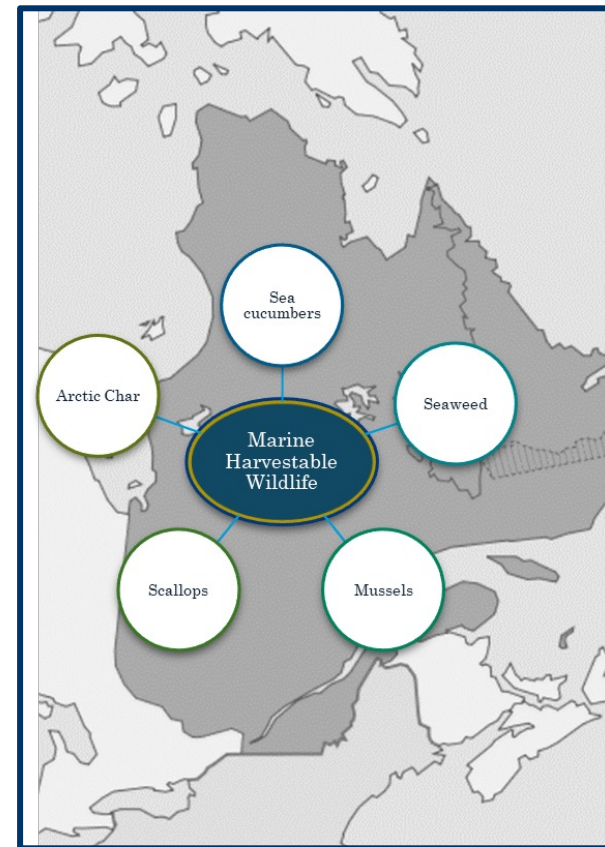 Sea
cucumbers
Arctic Char
Seaweed
Marine
Harvestable
Wildlife
Scallops
Mussels